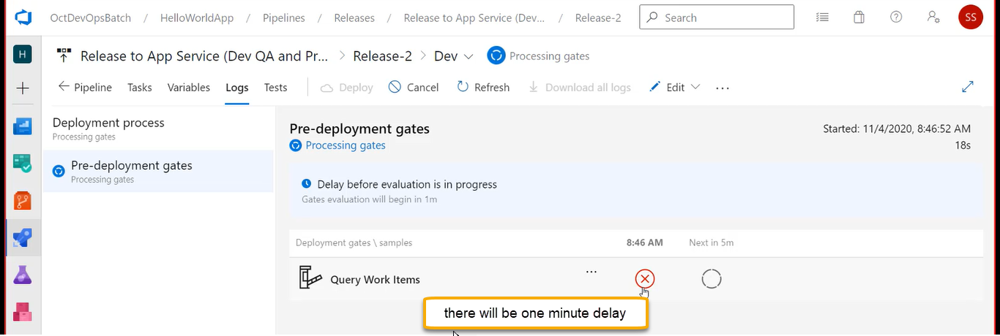 OctDevOpsBatch / HelloWorldApp / Pipelines / Releases / Release to App Service (Dev... / Release-2 Search SS
H Release to App Service (Dev QA and Pr... > Release-2 > Dev Processing gates
Pipeline Tasks Variables Logs Tests Deploy Cancel Refresh Download all logs Edit ...
Deployment process
Processing gates
Pre-deployment gates
Processing gates
Pre-deployment gates Started: 11/4/2020, 8:46:52 AM
Processing gates 18s
Delay before evaluation is in progress
Gates evaluation will begin in 1m
Deployment gates \ samples 8:46 AM Next in 5m
Query Work Items ...
there will be one minute delay